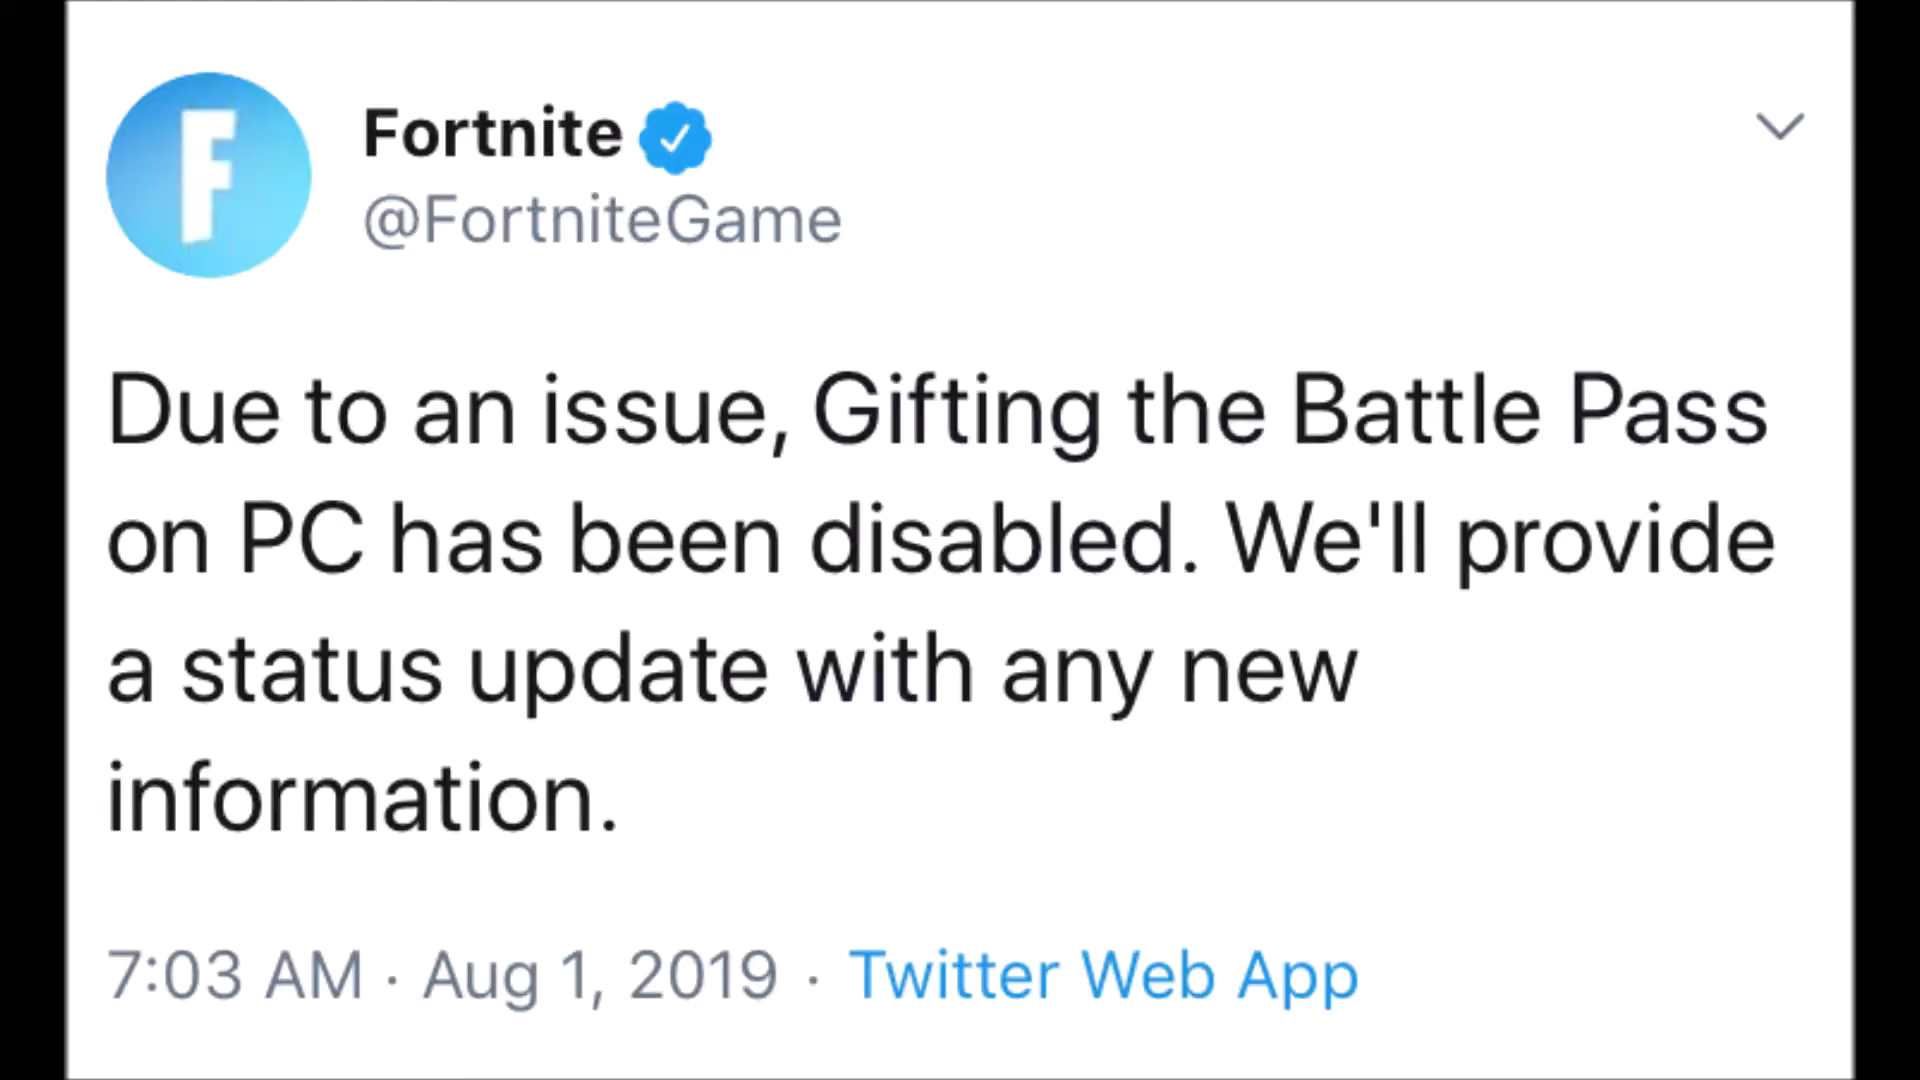 F
Fortnite
@FortniteGame
Due to an issue, Gifting the Battle Pass
on PC has been disabled. We'll provide
a status update with any new
information.
7:03 AM · Aug 1, 2019 · Twitter Web App